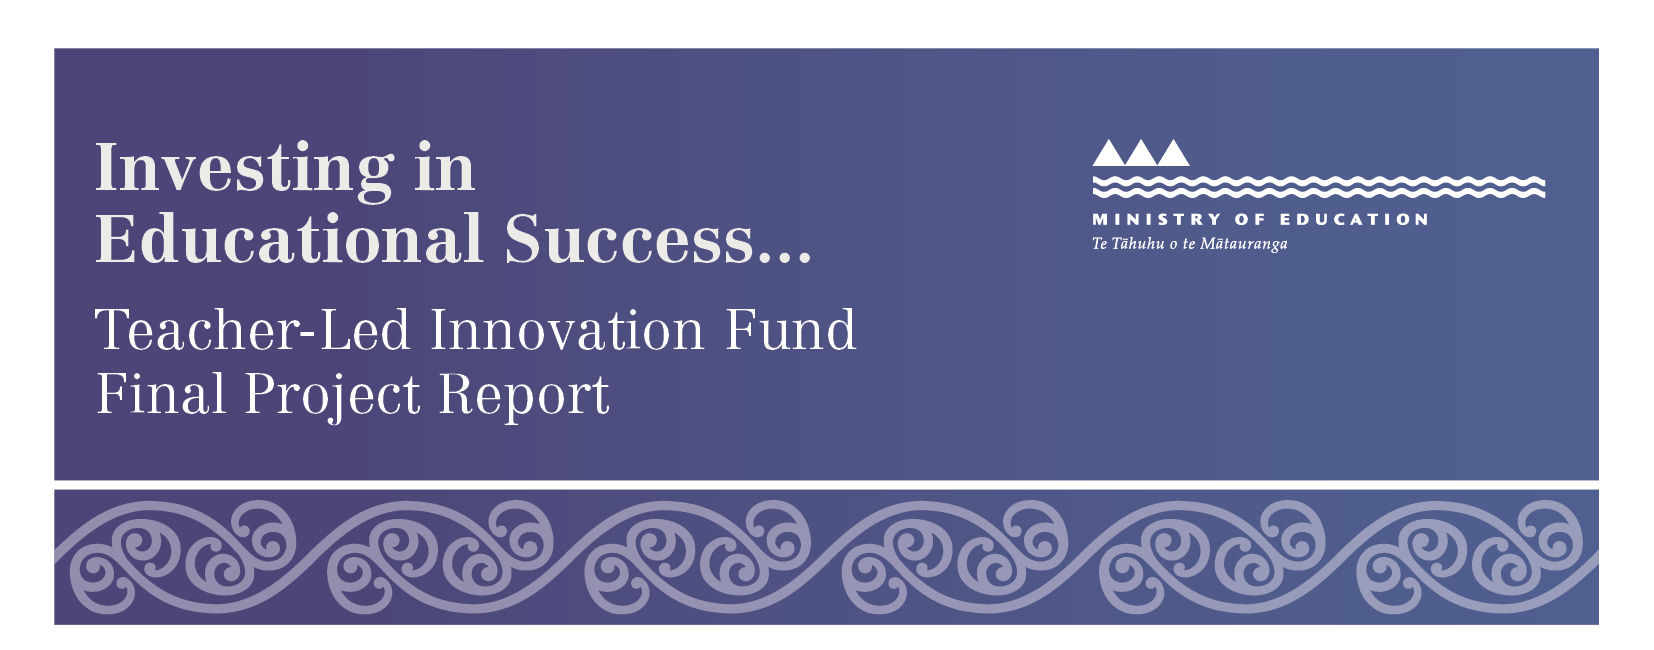 Investing in
Educational Success...
Teacher-Led Innovation Fund
Final Project Report
MINISTRY OF EDUCATION
Te Tāhuhu o te Mātauranga